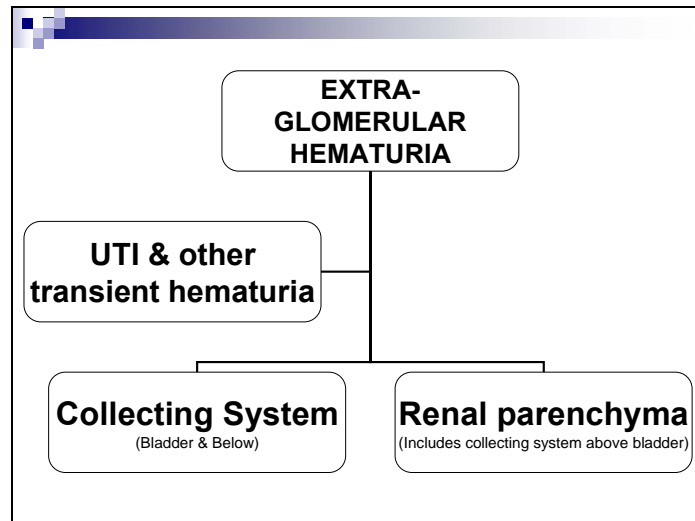 EXTRA-
GLOMERULAR
HEMATURIA
UTI & other
transient hematuria
Collecting System
(Bladder & Below)
Renal parenchyma
(Includes collecting system above bladder)